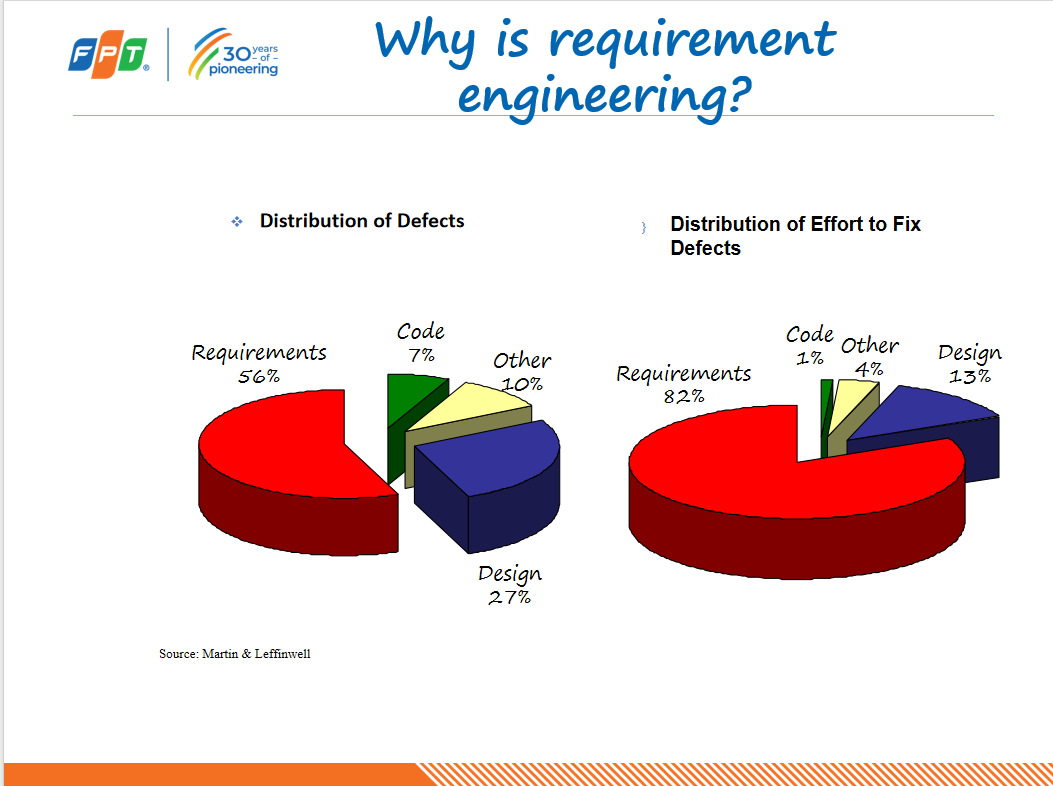 FPT
30 years
- of -
pioneering
Why is requirement
engineering?
❖ Distribution of Defects
} Distribution of Effort to Fix
Defects
Requirements
56%
Code
7%
Other
10%
Design
27%
Requirements
82%
Code
1%
Other
4%
Design
13%
Source: Martin & Leffinwell